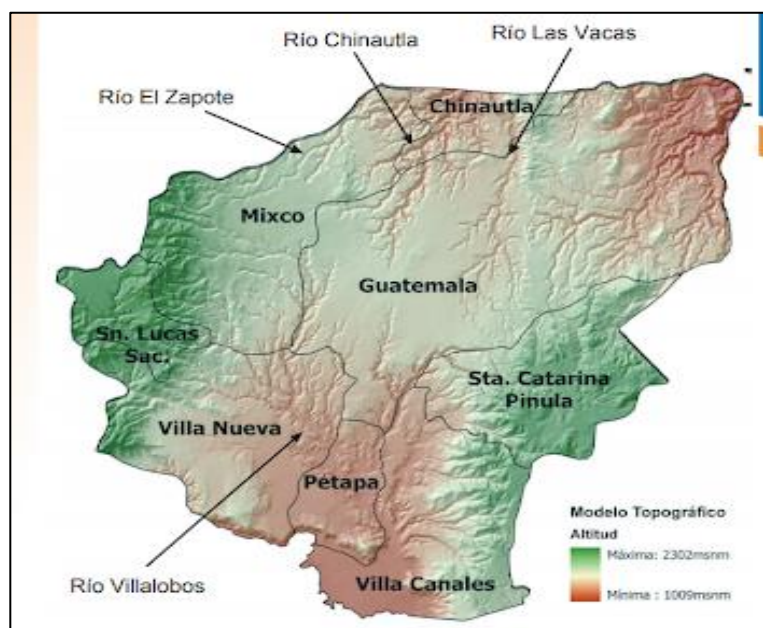 Río Chinautla
Río Las Vacas
Río El Zapote
Chinautla
Mixco
Guatemala
Sn. Lucas
Sac.
Sta. Catarina
Pinula
Villa Nueva
Pétapa
Río Villalobos
Villa Canales
Modelo Topográfico
Altitud
Máxima: 2302msnm
Mínima : 1009msnm